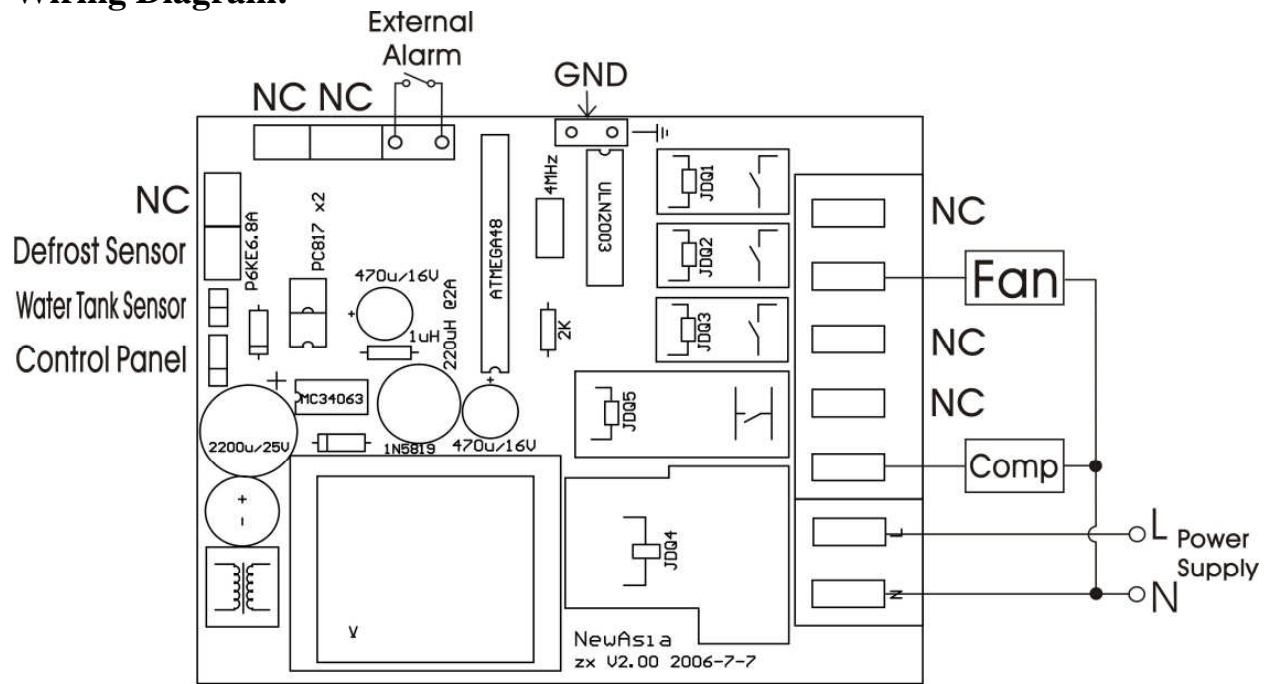 Wiring Diagram:
External
Alarm
GND
NC NC
NC
Defrost Sensor
Water Tank Sensor
Control Panel
P6KE6.8A
PC817 x2
470u/16V
1uH
220uH Q2A
ATMEGA48
4MHz
ULN2003
2K
JDQ1
JDQ2
JDQ3
JDQ5
JDQ4
MC34063
2200u/25V
1N5819
470u/16V
+
-
V
NewAsia
zx V2.00 2006-7-7
NC
Fan
NC
NC
Comp
L
N
L
Power
Supply
N